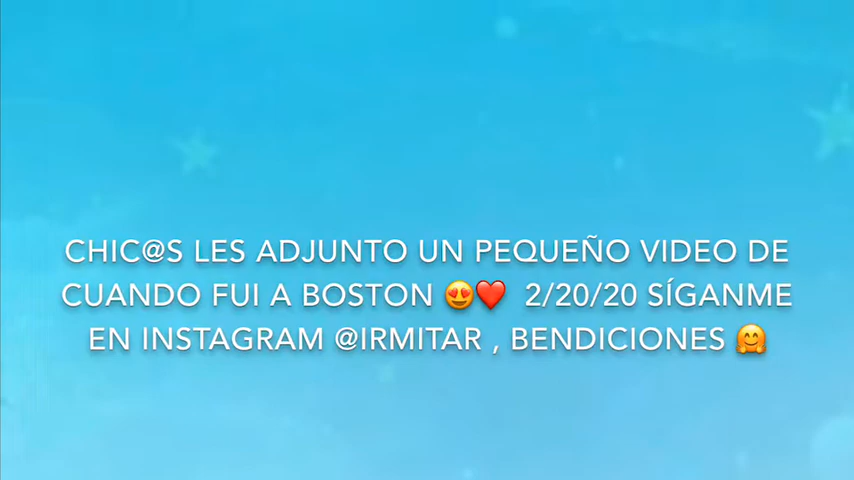 CHIC@S LES ADJUNTO UN PEQUEÑO VIDEO DE
CUANDO FUI A BOSTON 😍❤️ 2/20/20 SÍGANME
EN INSTAGRAM @IRMITAR , BENDICIONES 🤗